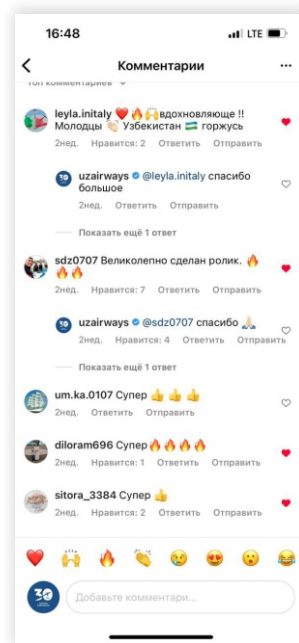 16:48 LTE
Комментарии
Топ комментариев
leyla.initaly ❤️🔥🙌вдохновляюще !!
Молодцы 👏🏻 Узбекистан 🇺🇿 горжусь
2нед. Нравится: 2 Ответить Отправить
uzairways @leyla.initaly спасибо
большое
2нед. Ответить Отправить
Показать ещё 1 ответ
sdz0707 Великолепно сделан ролик. 🔥
🔥🔥
2нед. Нравится: 7 Ответить Отправить
uzairways @sdz0707 спасибо 🙏🏻
2нед. Нравится: 4 Ответить Отправить
Показать ещё 1 ответ
um.ka.0107 Супер 👍👍👍
2нед. Ответить Отправить
diloram696 Супер🔥🔥🔥🔥
2нед. Нравится: 1 Ответить Отправить
sitora_3384 Супер 👍
2нед. Нравится: 2 Ответить Отправить
❤️ 🙌 🔥 👏 😢 😍 😮 😂
30
Добавьте комментари...